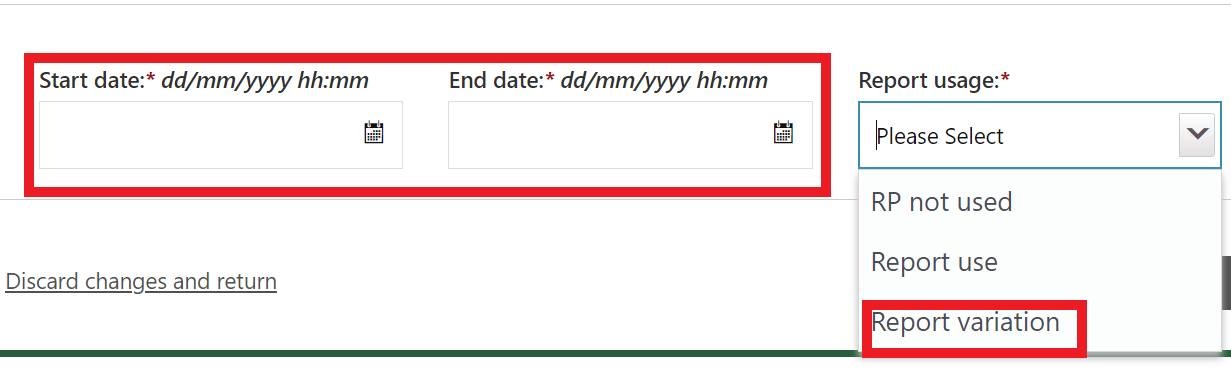 Start date:* dd/mm/yyyy hh:mm
End date:* dd/mm/yyyy hh:mm
Report usage:*
Please Select
RP not used
Report use
Report variation
Discard changes and return